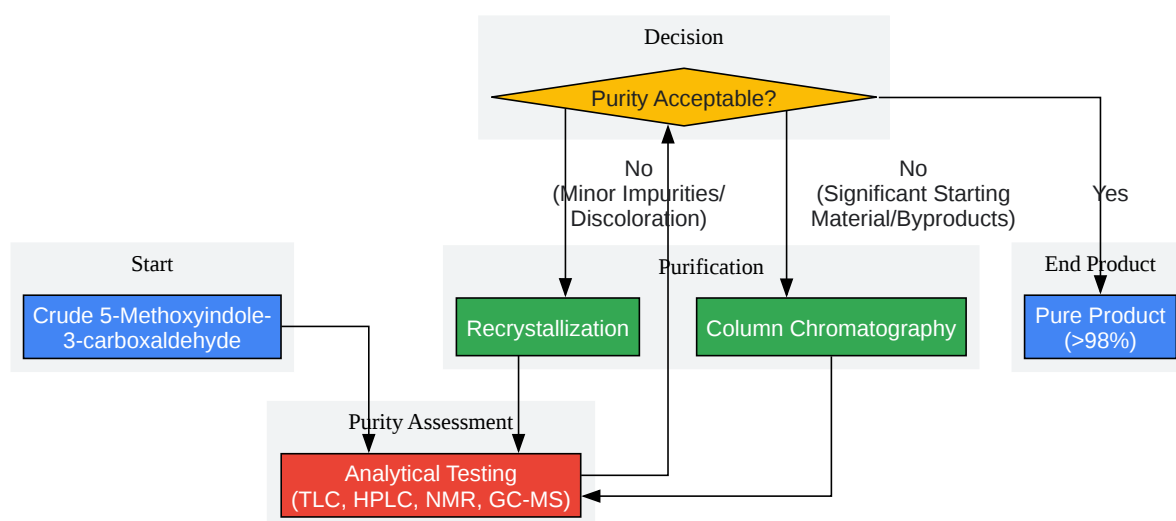 Decision
Purity Acceptable?
No
(Minor Impurities/
Discoloration)
No
(Significant Starting
Material/Byproducts)
Yes
Start
Crude 5-Methoxyindole-
3-carboxaldehyde
Purification
Recrystallization
Column Chromatography
End Product
Pure Product
(>98%)
Purity Assessment
Analytical Testing
(TLC, HPLC, NMR, GC-MS)